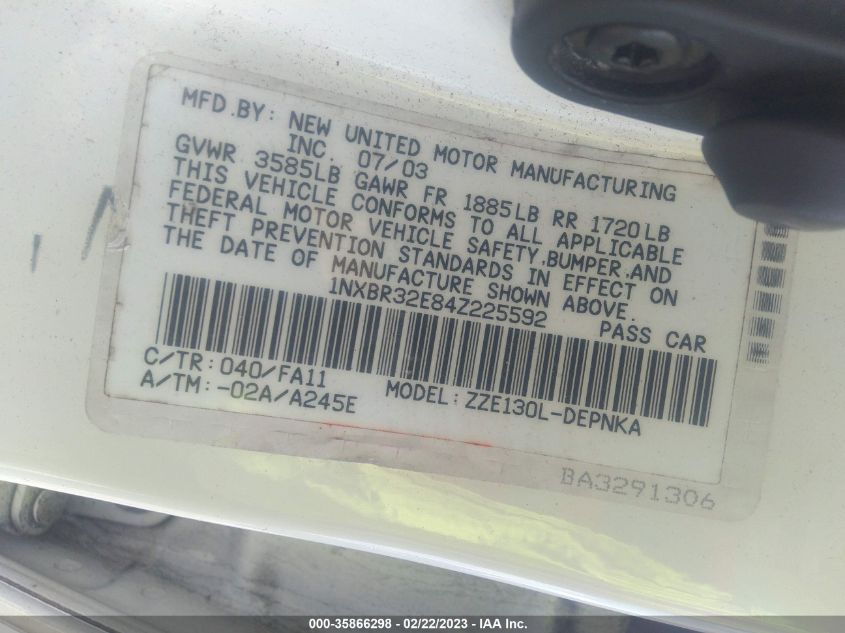 MFD.BY: NEW UNITED MOTOR MANUFACTURING
INC. 07/03
GVWR 3585LB GAWR FR 1885LB RR 1720LB
THIS VEHICLE CONFORMS TO ALL APPLICABLE
FEDERAL MOTOR VEHICLE SAFETY,BUMPER,AND
THEFT PREVENTION STANDARDS IN EFFECT ON
THE DATE OF MANUFACTURE SHOWN ABOVE.
1NXBR32E84Z225592 PASS CAR
C/TR: 040/FA11
A/TM: -02A/A245E MODEL: ZZE130L-DEPNKA
BA3291306
000-35866298 - 02/22/2023 - IAA Inc.